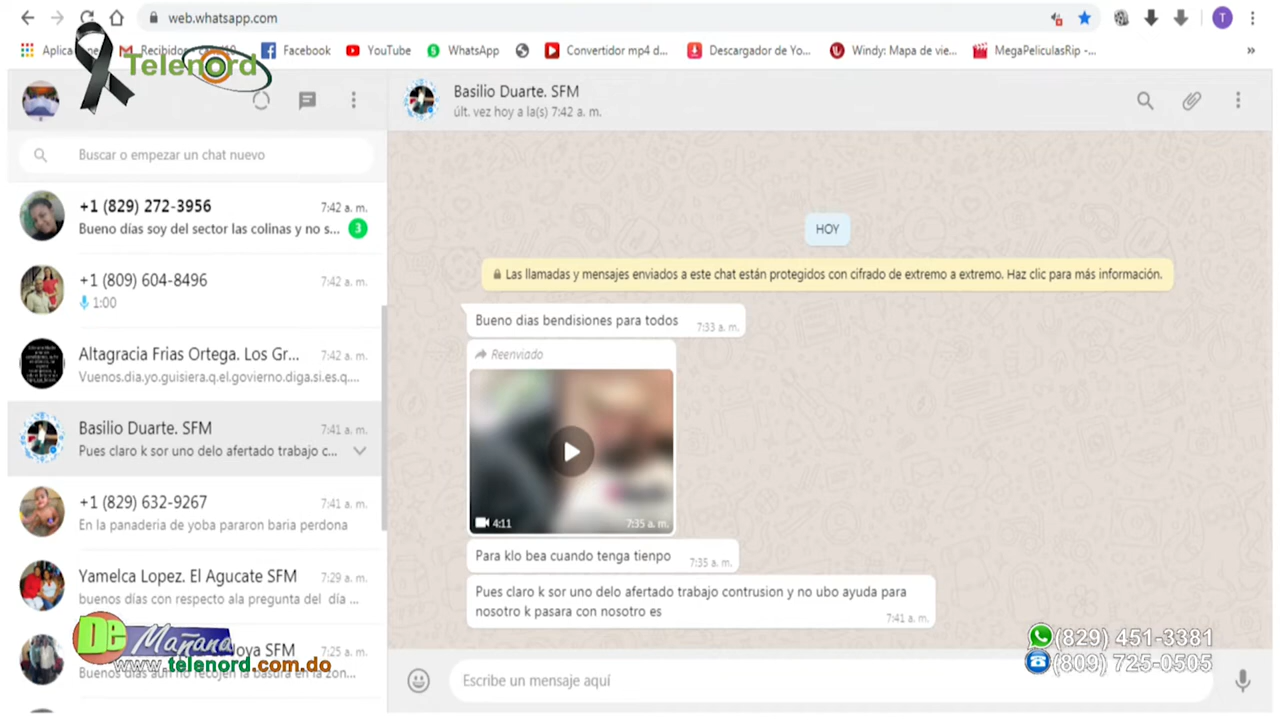 web.whatsapp.com
T
Recibidos
Facebook
YouTube
WhatsApp
Convertidor mp4 d...
Descargador de Yo...
Windy: Mapa de vie...
MegaPeliculasRip -...
»
Telenord
Basilio Duarte. SFM
últ. vez hoy a la(s) 7:42 a. m.
Buscar o empezar un chat nuevo
+1 (829) 272-3956 7:42 a. m.
Bueno días soy del sector las colinas y no s... 3
+1 (809) 604-8496 7:42 a. m.
1:00
Altagracia Frias Ortega. Los Gr... 7:42 a. m.
Vuenos.dia.yo.guisiera.q.el.govierno.diga.si.es.q....
Basilio Duarte. SFM 7:41 a. m.
Pues claro k sor uno delo afertado trabajo c...
+1 (829) 632-9267 7:41 a. m.
En la panaderia de yoba pararon baria perdona
Yamelca Lopez. El Agucate SFM 7:29 a. m.
buenos días con respecto ala pregunta del día ...
SFM 7:25 a. m.
Buenos días aun no recojen la basura en la zon...
De Mañana
www.telenord.com.do
HOY
Las llamadas y mensajes enviados a este chat están protegidos con cifrado de extremo a extremo. Haz clic para más información.
Bueno dias bendisiones para todos 7:33 a. m.
Reenviado
4:11 7:35 a. m.
Para klo bea cuando tenga tienpo 7:35 a. m.
Pues claro k sor uno delo afertado trabajo contrusion y no ubo ayuda para
nosotro k pasara con nosotro es
7:41 a. m.
Escribe un mensaje aquí
(829) 451-3381
(809) 725-0505